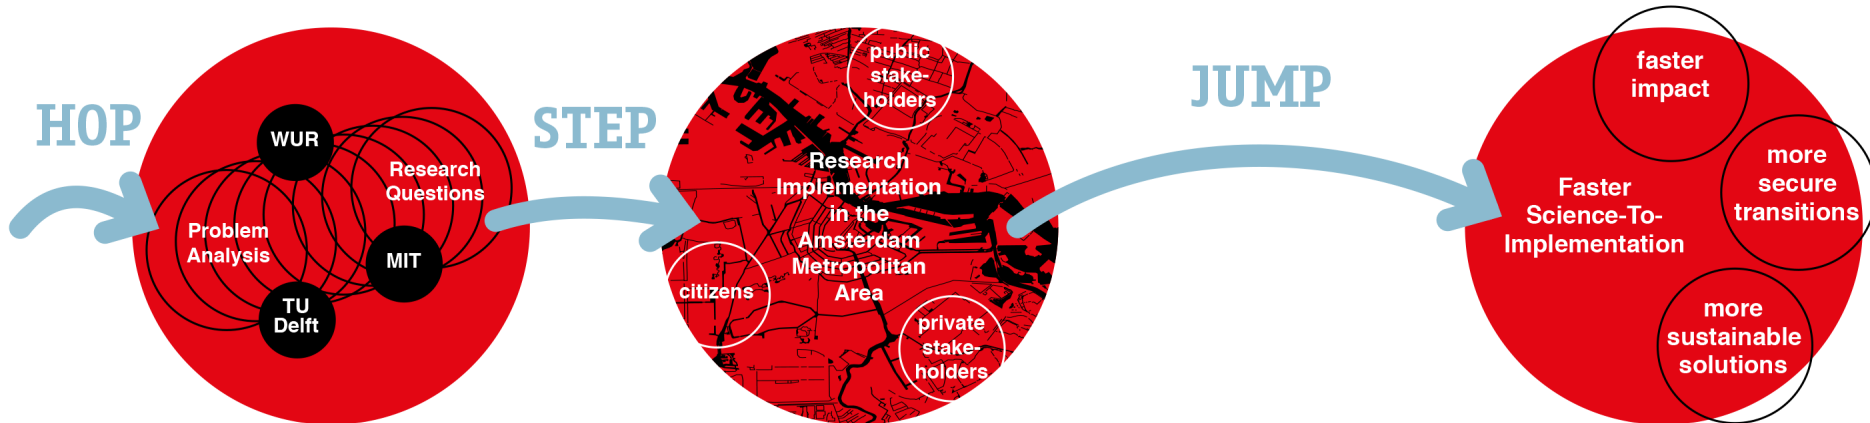 HOP
WUR
Research
Questions
Problem
Analysis
MIT
TU
Delft
STEP
public
stake-
holders
Research
Implementation
in the
Amsterdam
Metropolitan
Area
citizens
private
stake-
holders
JUMP
faster
impact
more
secure
transitions
Faster
Science-To-
Implementation
more
sustainable
solutions